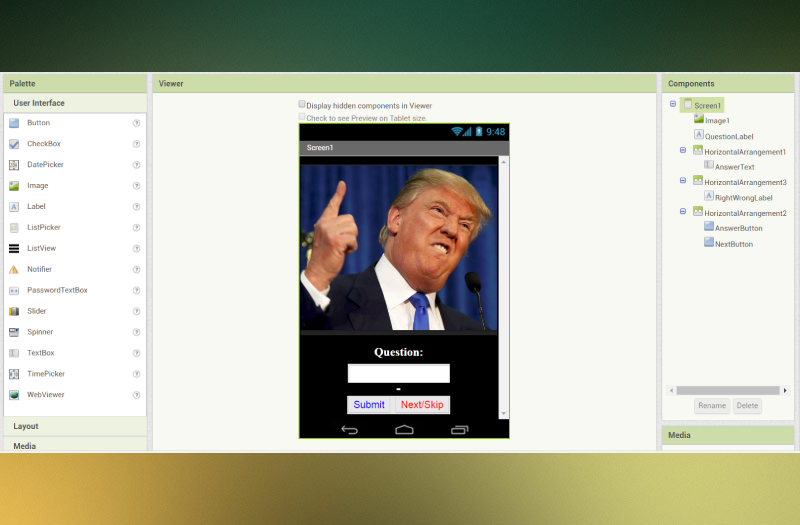 Palette
User Interface
Button
CheckBox
DatePicker
Image
Label
ListPicker
ListView
Notifier
PasswordTextBox
Slider
Spinner
TextBox
TimePicker
WebViewer
Layout
Media
Viewer
Display hidden components in Viewer
Check to see Preview on Tablet size.
9:48
Screen1
Question:
-
Submit Next/Skip
Components
Screen1
Image1
QuestionLabel
HorizontalArrangement1
AnswerText
HorizontalArrangement3
RightWrongLabel
HorizontalArrangement2
AnswerButton
NextButton
Rename Delete
Media